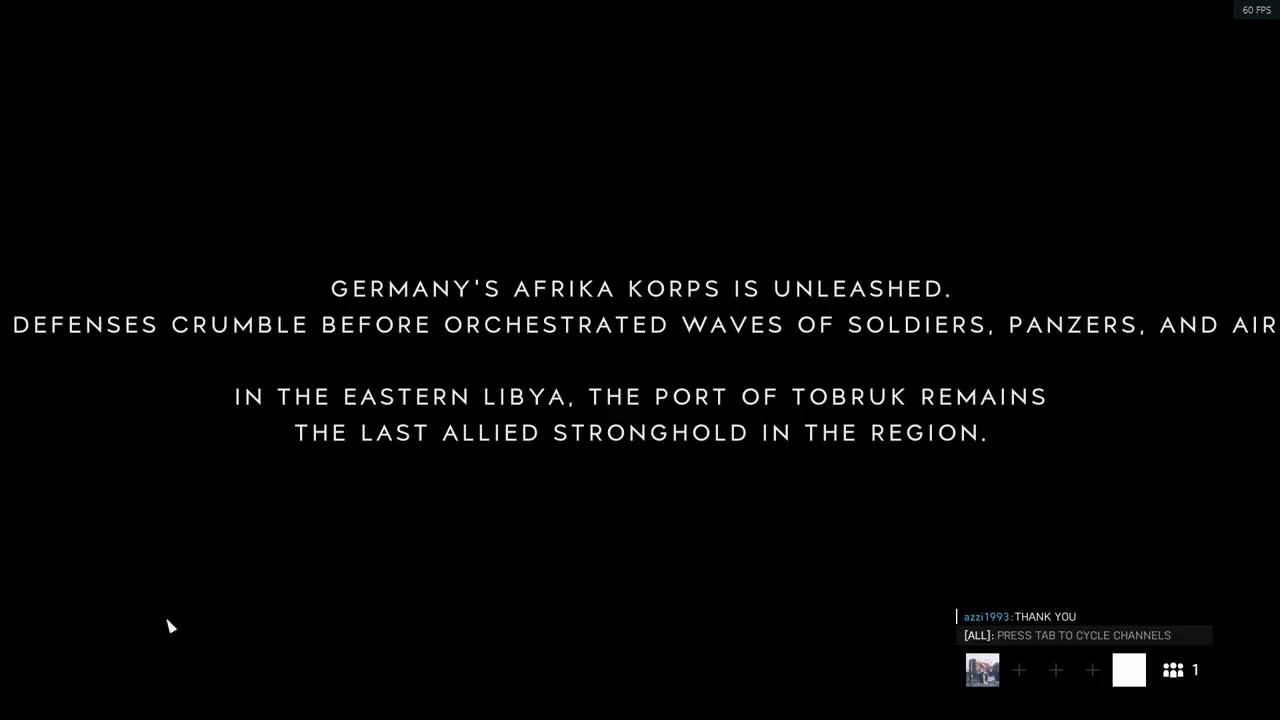 60 FPS
GERMANY'S AFRIKA KORPS IS UNLEASHED.
DEFENSES CRUMBLE BEFORE ORCHESTRATED WAVES OF SOLDIERS, PANZERS, AND AIR
IN THE EASTERN LIBYA, THE PORT OF TOBRUK REMAINS
THE LAST ALLIED STRONGHOLD IN THE REGION.
azzi1993: THANK YOU
[ALL]: PRESS TAB TO CYCLE CHANNELS
1